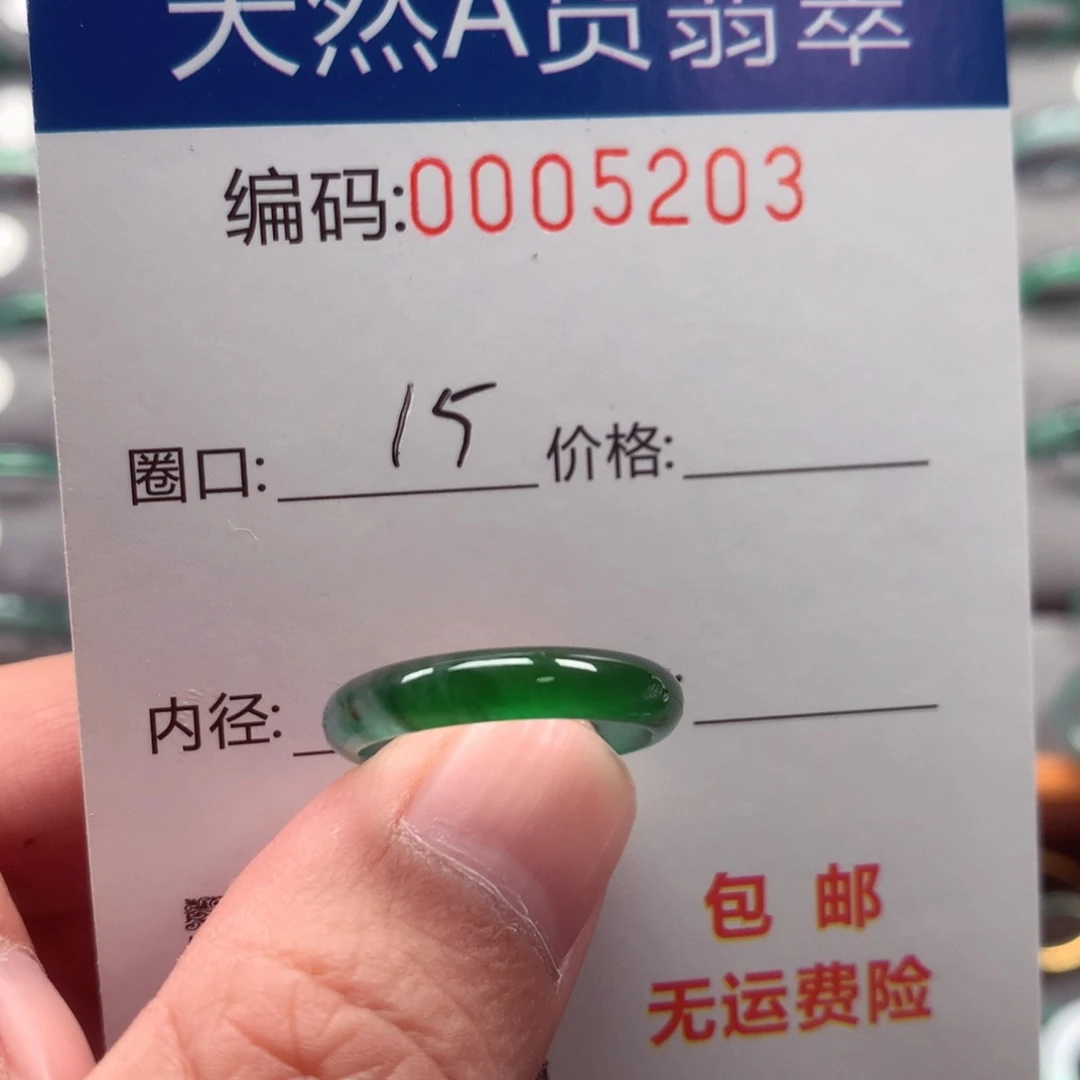 天然A货翡翠
编码:0005203
圈口: 15 价格:
内径:
包邮
无运费险